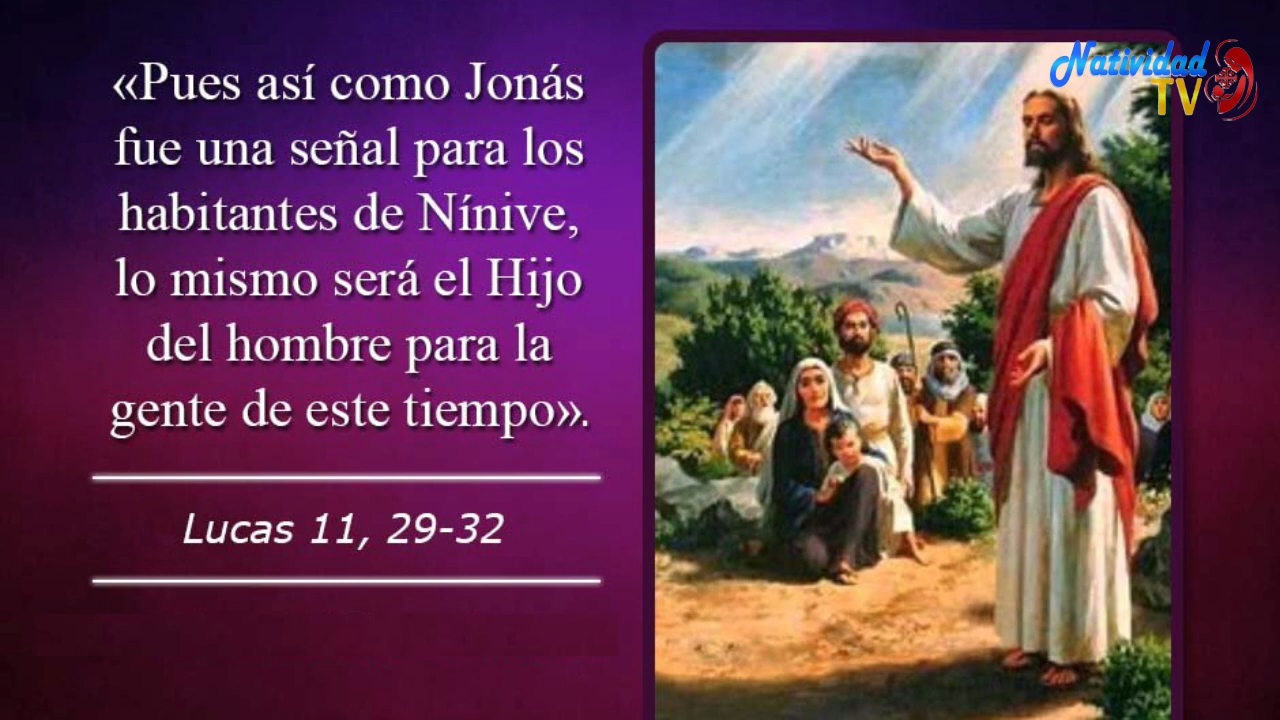 «Pues así como Jonás
fue una señal para los
habitantes de Nínive,
lo mismo será el Hijo
del hombre para la
gente de este tiempo».
Lucas 11, 29-32
Natividad
TV